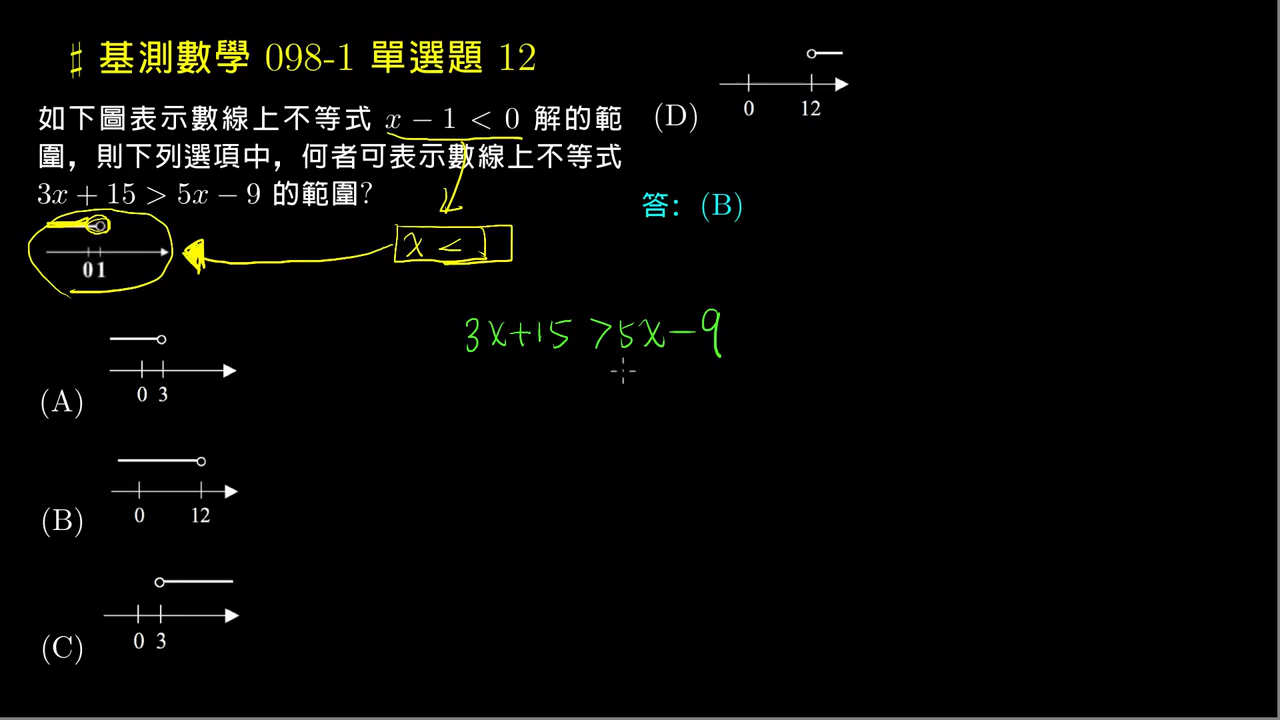 ♯ 基測數學 098-1 單選題 12
如下圖表示數線上不等式 x − 1 < 0 解的範
圍，則下列選項中，何者可表示數線上不等式
3x + 15 > 5x − 9 的範圍?
0 1
x < 1
3x+15 >5x−9
0 3
(A)
0 12
(B)
0 3
(C)
0 12
(D)
答：(B)